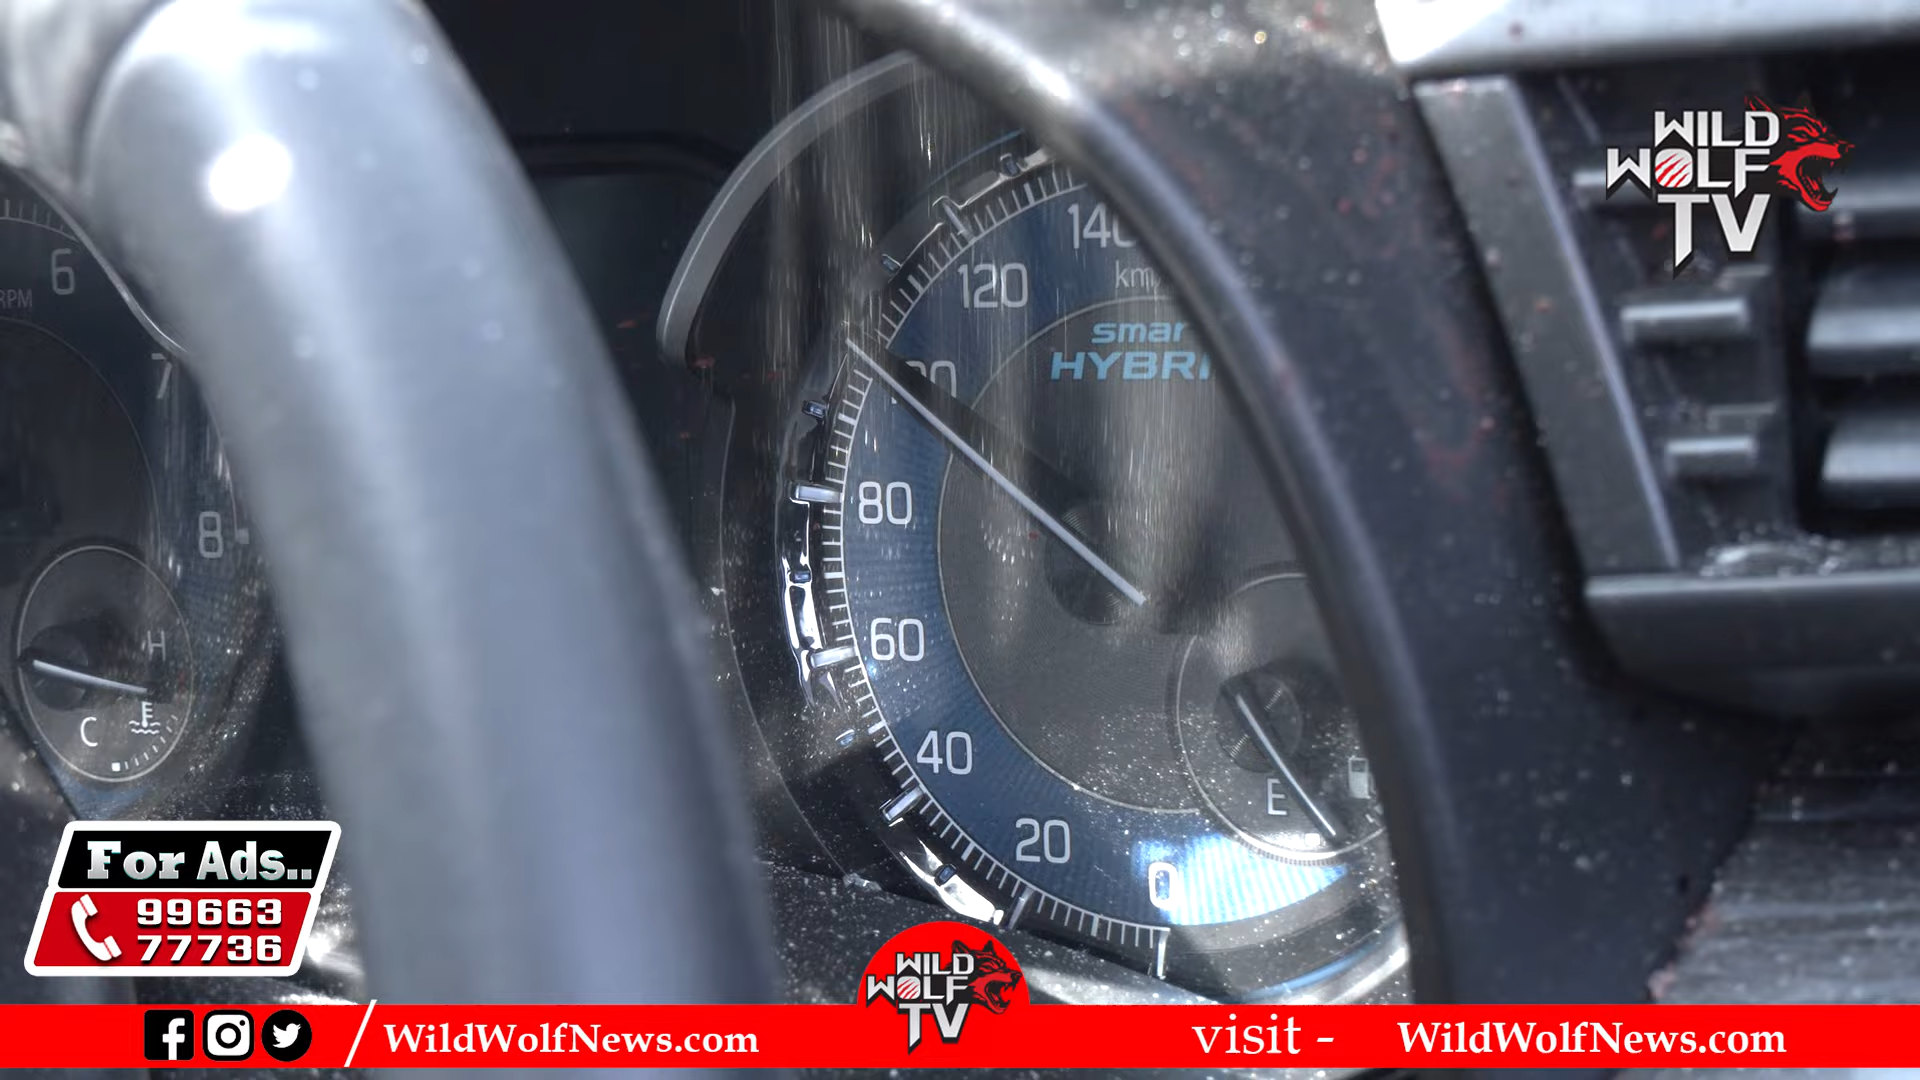 WILD
WOLF
TV
6
RPM
7
8
H
C
140
km/
120
smar
HYBRI
80
60
40
20
0
E
For Ads..
99663
77736
WILD
WOLF
TV
WildWolfNews.com
visit - WildWolfNews.com